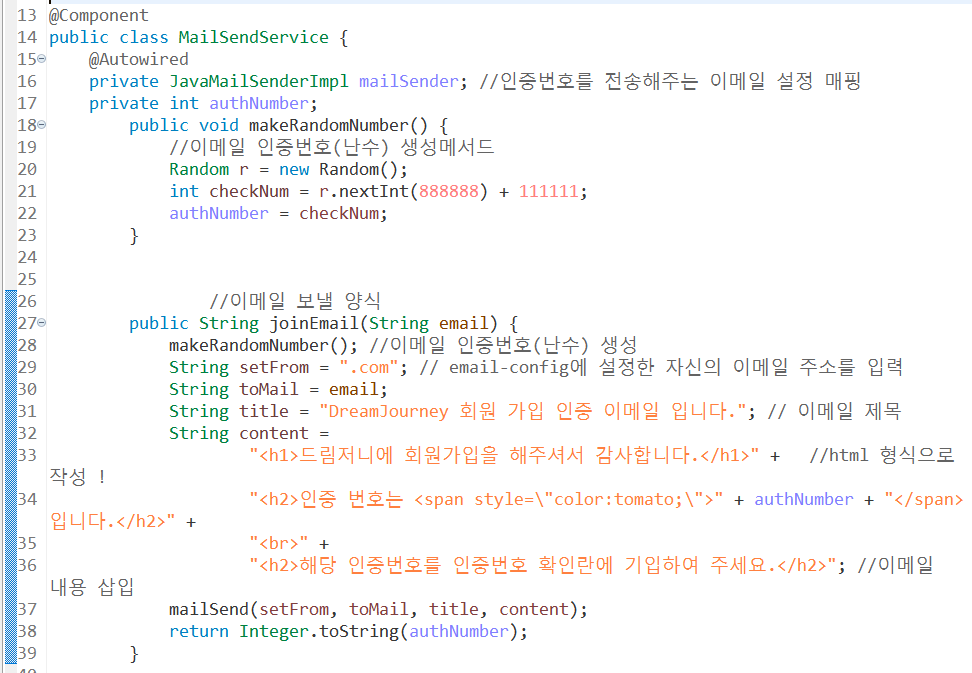 13 @Component
14 public class MailSendService {
15 @Autowired
16 private JavaMailSenderImpl mailSender; //인증번호를 전송해주는 이메일 설정 매핑
17 private int authNumber;
18 public void makeRandomNumber() {
19 //이메일 인증번호(난수) 생성메서드
20 Random r = new Random();
21 int checkNum = r.nextInt(888888) + 111111;
22 authNumber = checkNum;
23 }
24
25
26 //이메일 보낼 양식
27 public String joinEmail(String email) {
28 makeRandomNumber(); //이메일 인증번호(난수) 생성
29 String setFrom = ".com"; // email-config에 설정한 자신의 이메일 주소를 입력
30 String toMail = email;
31 String title = "DreamJourney 회원 가입 인증 이메일 입니다."; // 이메일 제목
32 String content =
33 "<h1>드림저니에 회원가입을 해주셔서 감사합니다.</h1>" + //html 형식으로
작성 !
34 "<h2>인증 번호는 <span style=\"color:tomato;\">" + authNumber + "</span>
입니다.</h2>" +
35 "<br>" +
36 "<h2>해당 인증번호를 인증번호 확인란에 기입하여 주세요.</h2>"; //이메일
내용 삽입
37 mailSend(setFrom, toMail, title, content);
38 return Integer.toString(authNumber);
39 }